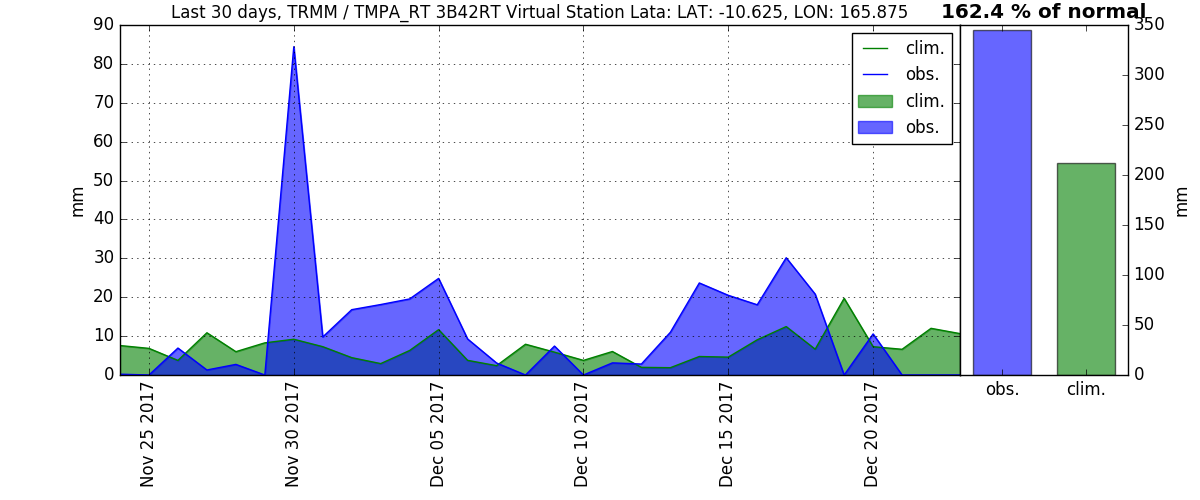 Last 30 days, TRMM / TMPA_RT 3B42RT Virtual Station Lata: LAT: -10.625, LON: 165.875
162.4 % of normal
90
80
70
60
50
40
30
20
10
0
mm
clim.
obs.
clim.
obs.
Nov 25 2017
Nov 30 2017
Dec 05 2017
Dec 10 2017
Dec 15 2017
Dec 20 2017
350
300
250
200
150
100
50
0
mm
obs.
clim.